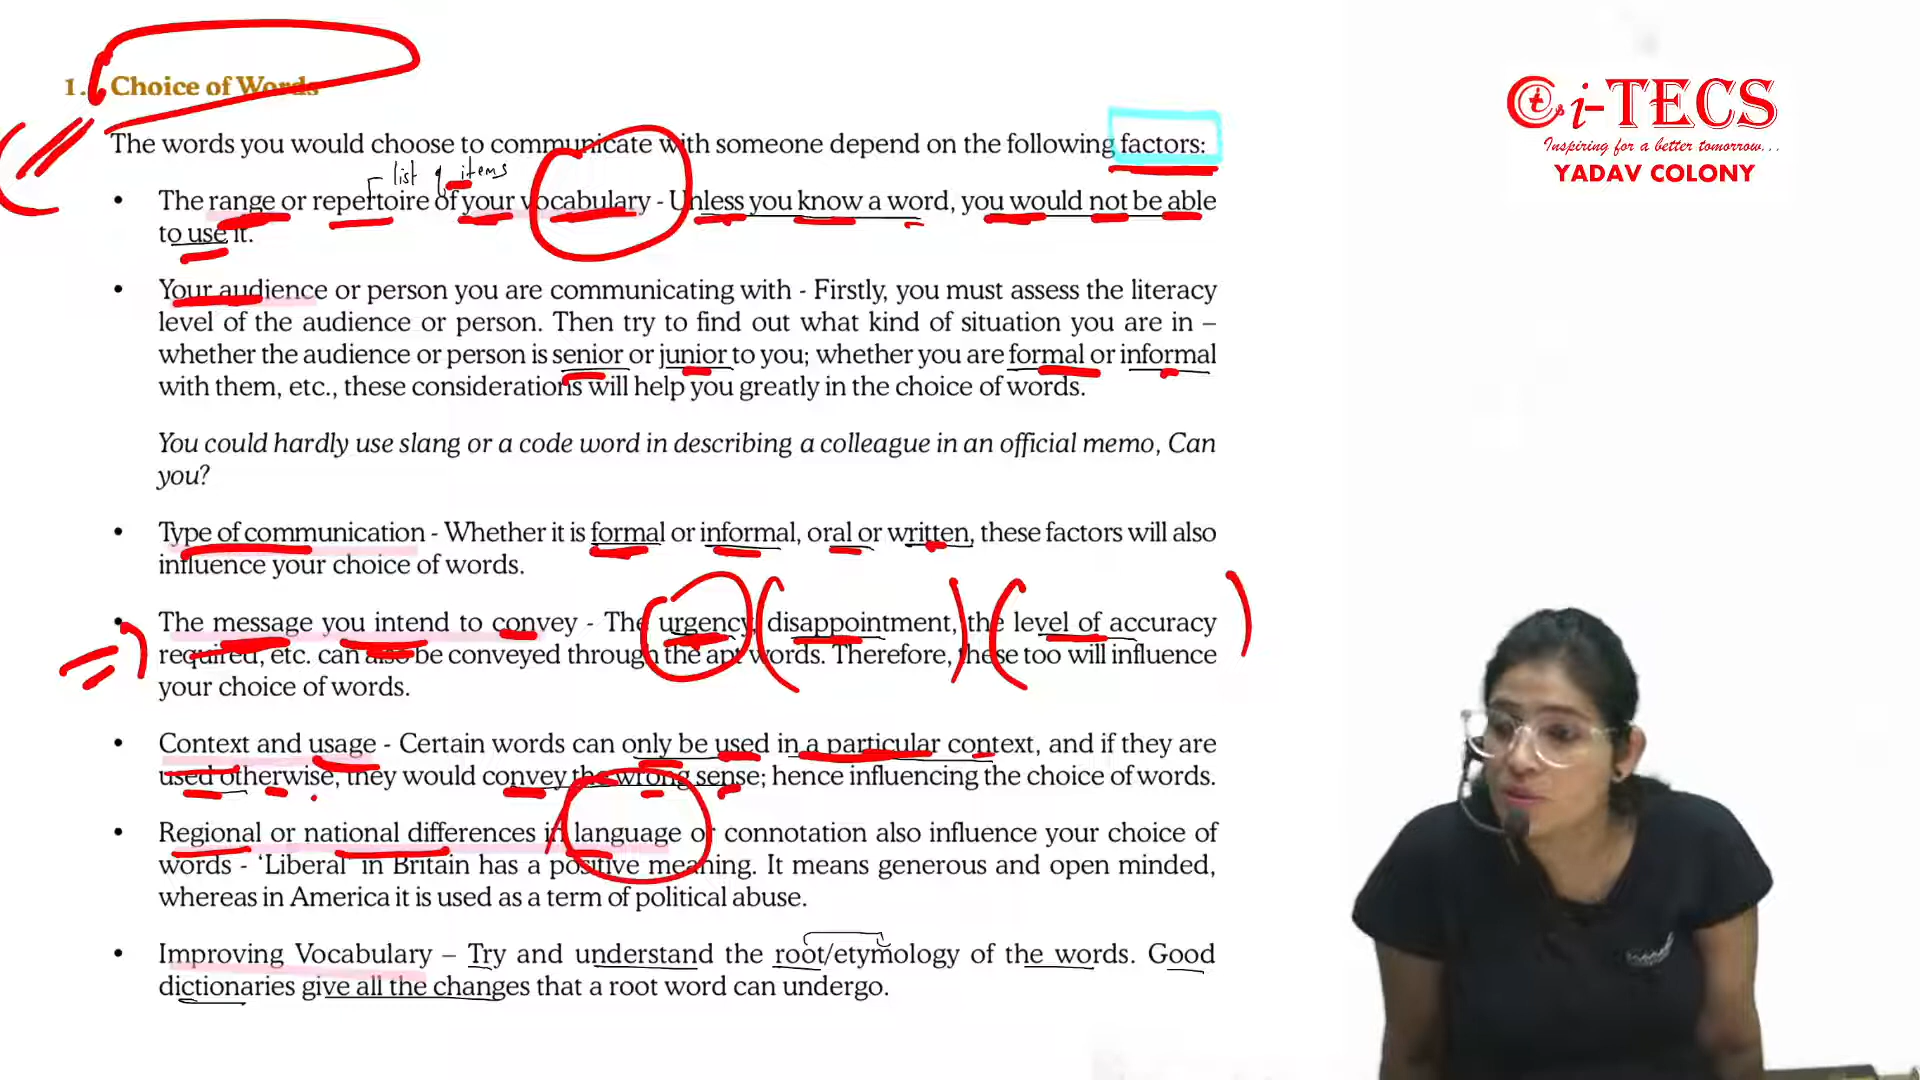 1. Choice of Words
The words you would choose to communicate with someone depend on the following factors:
list of items
• The range or repertoire of your vocabulary - Unless you know a word, you would not be able
to use it.
• Your audience or person you are communicating with - Firstly, you must assess the literacy
level of the audience or person. Then try to find out what kind of situation you are in –
whether the audience or person is senior or junior to you; whether you are formal or informal
with them, etc., these considerations will help you greatly in the choice of words.
You could hardly use slang or a code word in describing a colleague in an official memo, Can
you?
• Type of communication - Whether it is formal or informal, oral or written, these factors will also
influence your choice of words.
• The message you intend to convey - The urgency, disappointment, the level of accuracy
required, etc. can also be conveyed through the apt words. Therefore, these too will influence
your choice of words.
• Context and usage - Certain words can only be used in a particular context, and if they are
used otherwise, they would convey the wrong sense; hence influencing the choice of words.
• Regional or national differences in language or connotation also influence your choice of
words - ‘Liberal’ in Britain has a positive meaning. It means generous and open minded,
whereas in America it is used as a term of political abuse.
• Improving Vocabulary – Try and understand the root/etymology of the words. Good
dictionaries give all the changes that a root word can undergo.
i-TECS
Inspiring for a better tomorrow...
YADAV COLONY